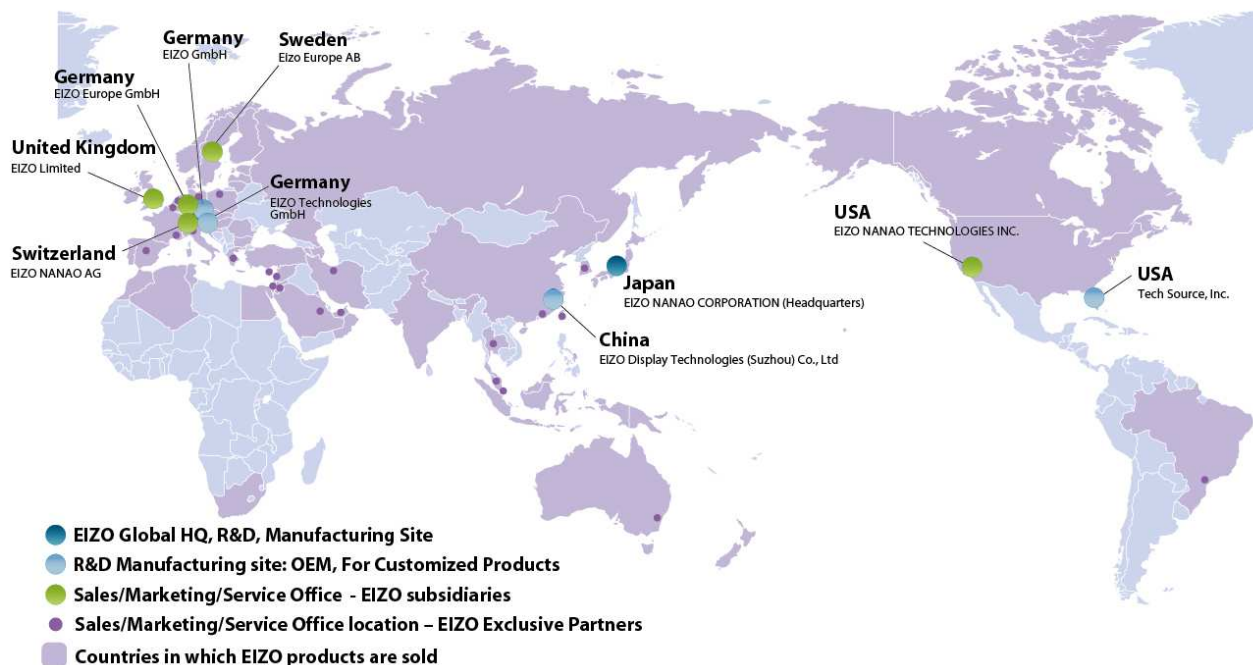 Germany
EIZO GmbH
Sweden
Eizo Europe AB
Germany
EIZO Europe GmbH
United Kingdom
EIZO Limited
Germany
EIZO Technologies
GmbH
Switzerland
EIZO NANAO AG
USA
EIZO NANAO TECHNOLOGIES INC.
USA
Tech Source, Inc.
Japan
EIZO NANAO CORPORATION (Headquarters)
China
EIZO Display Technologies (Suzhou) Co., Ltd
EIZO Global HQ, R&D, Manufacturing Site
R&D Manufacturing site: OEM, For Customized Products
Sales/Marketing/Service Office - EIZO subsidiaries
Sales/Marketing/Service Office location – EIZO Exclusive Partners
Countries in which EIZO products are sold